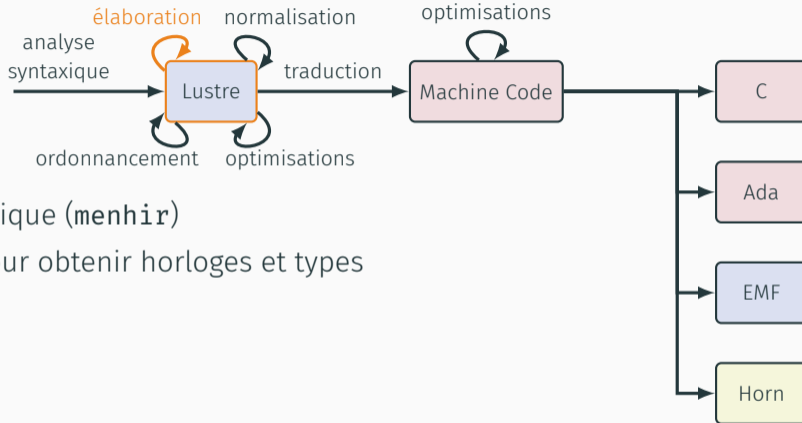 optimisations
élaboration normalisation
analyse
syntaxique
traduction
Lustre
Machine Code
C
ordonnancement optimisations
Ada
ique (menhir)
ur obtenir horloges et types
EMF
Horn